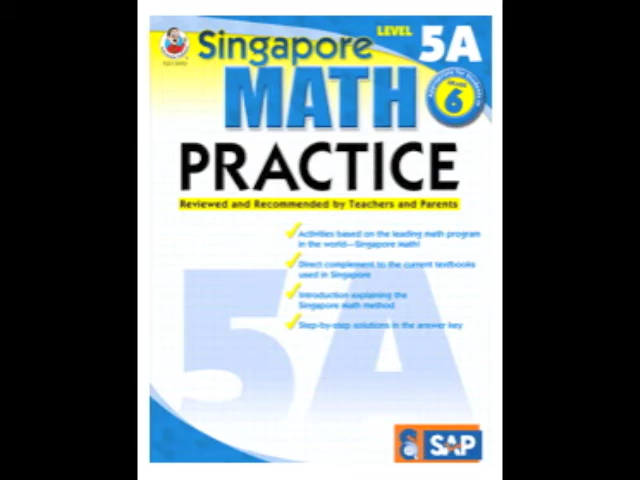 Singapore
LEVEL 5A
MATH
GRADE 6
PRACTICE
Reviewed and Recommended by Teachers and Parents
Activities based on the leading math program
in the world—Singapore Math!
Direct complement to the current textbooks
used in Singapore
Introduction explaining the
Singapore math method
Step-by-step solutions in the answer key
5A
SAP